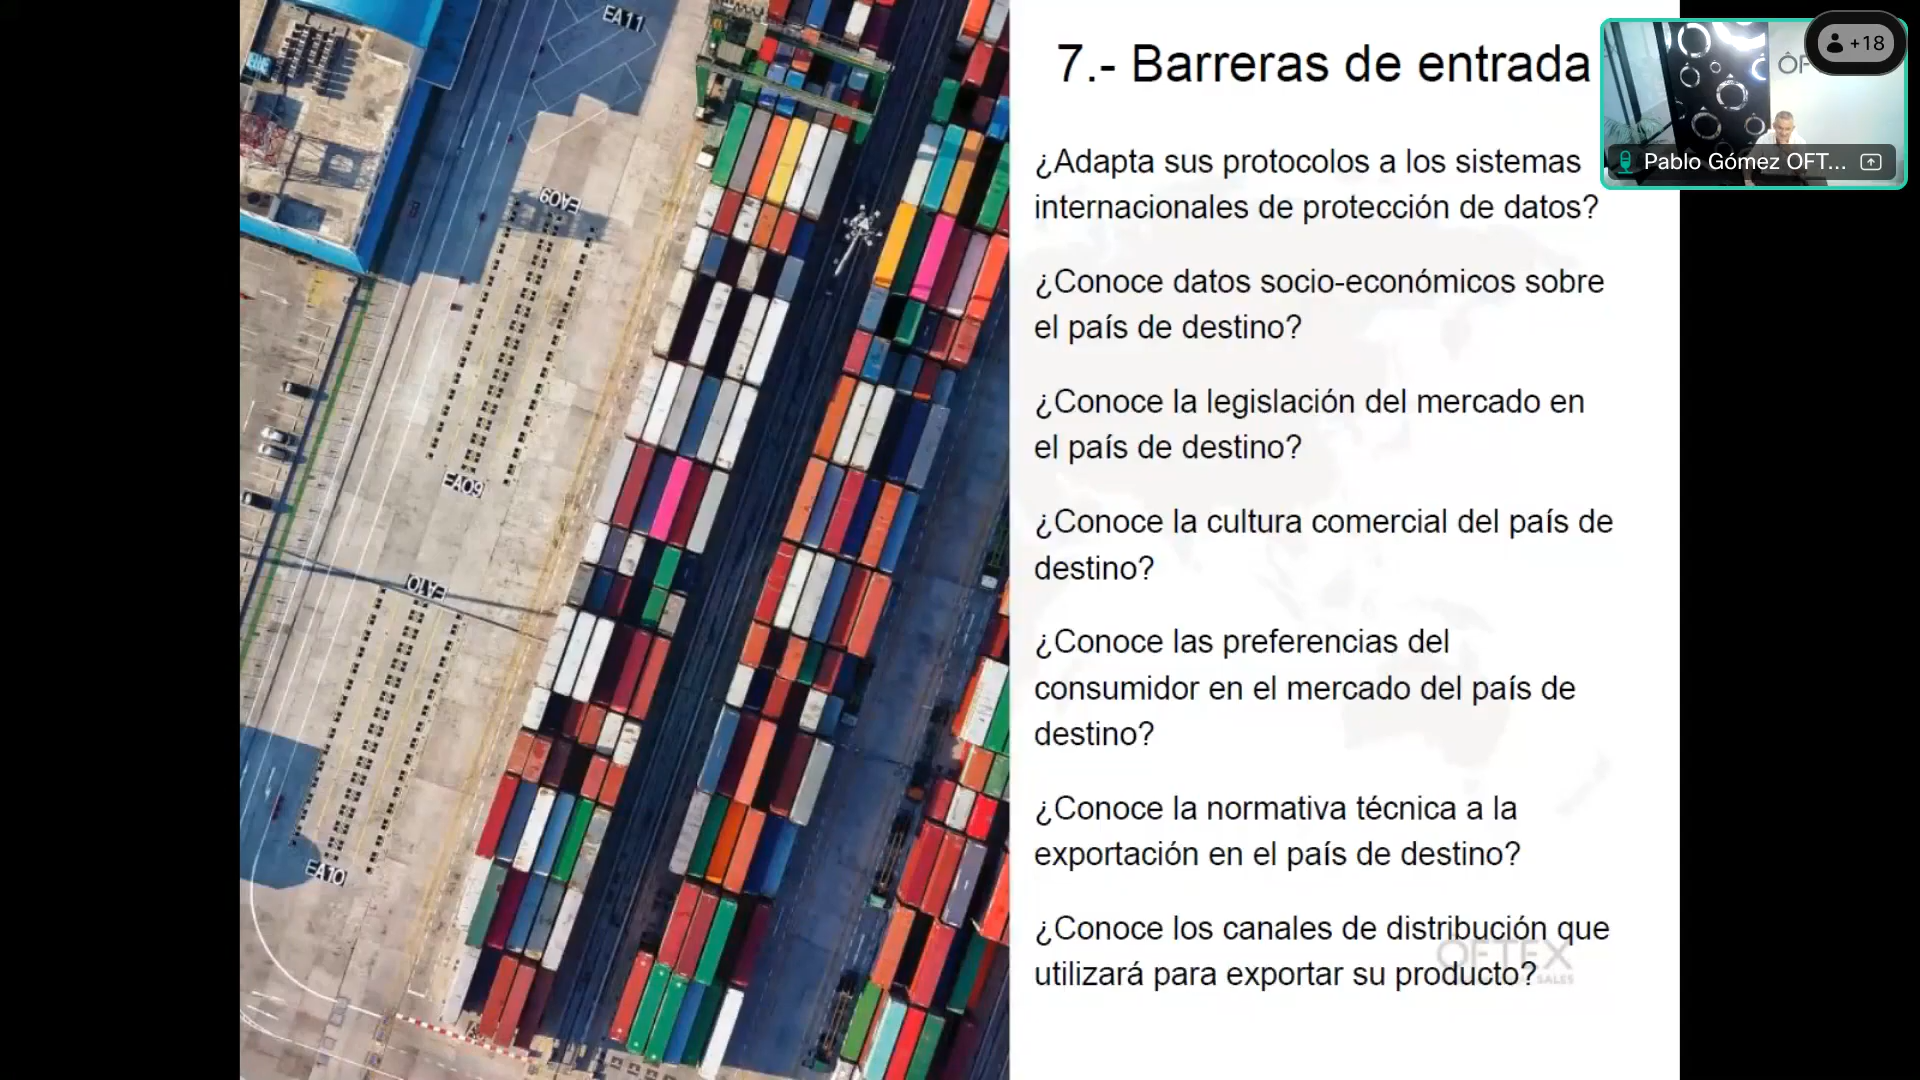 7.- Barreras de entrada
¿Adapta sus protocolos a los sistemas
internacionales de protección de datos?
¿Conoce datos socio-económicos sobre
el país de destino?
¿Conoce la legislación del mercado en
el país de destino?
¿Conoce la cultura comercial del país de
destino?
¿Conoce las preferencias del
consumidor en el mercado del país de
destino?
¿Conoce la normativa técnica a la
exportación en el país de destino?
¿Conoce los canales de distribución que
utilizará para exportar su producto?
OFTEX
SALES
+18
OF
Pablo Gómez OFT...
EA11
EA09
EA09
EA10
EA10